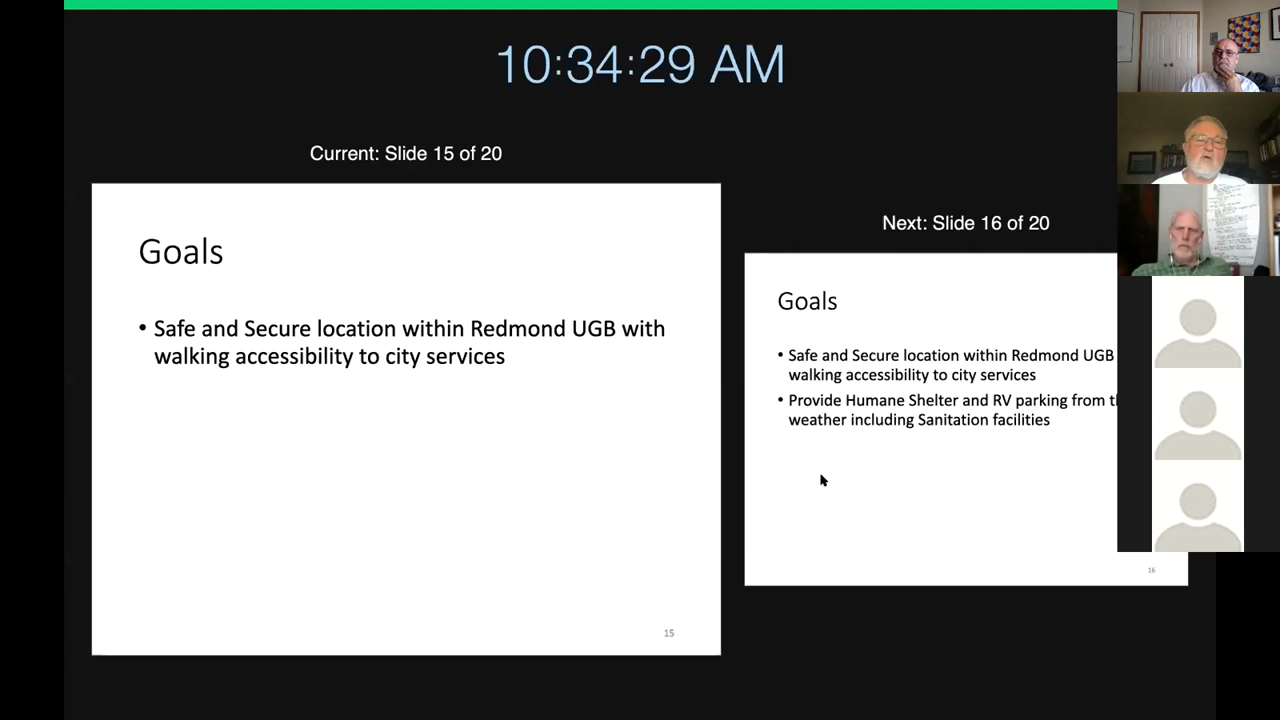 10:34:29 AM
Current: Slide 15 of 20
Goals
• Safe and Secure location within Redmond UGB with
walking accessibility to city services
15
Next: Slide 16 of 20
Goals
• Safe and Secure location within Redmond UGB
walking accessibility to city services
• Provide Humane Shelter and RV parking from
weather including Sanitation facilities
16